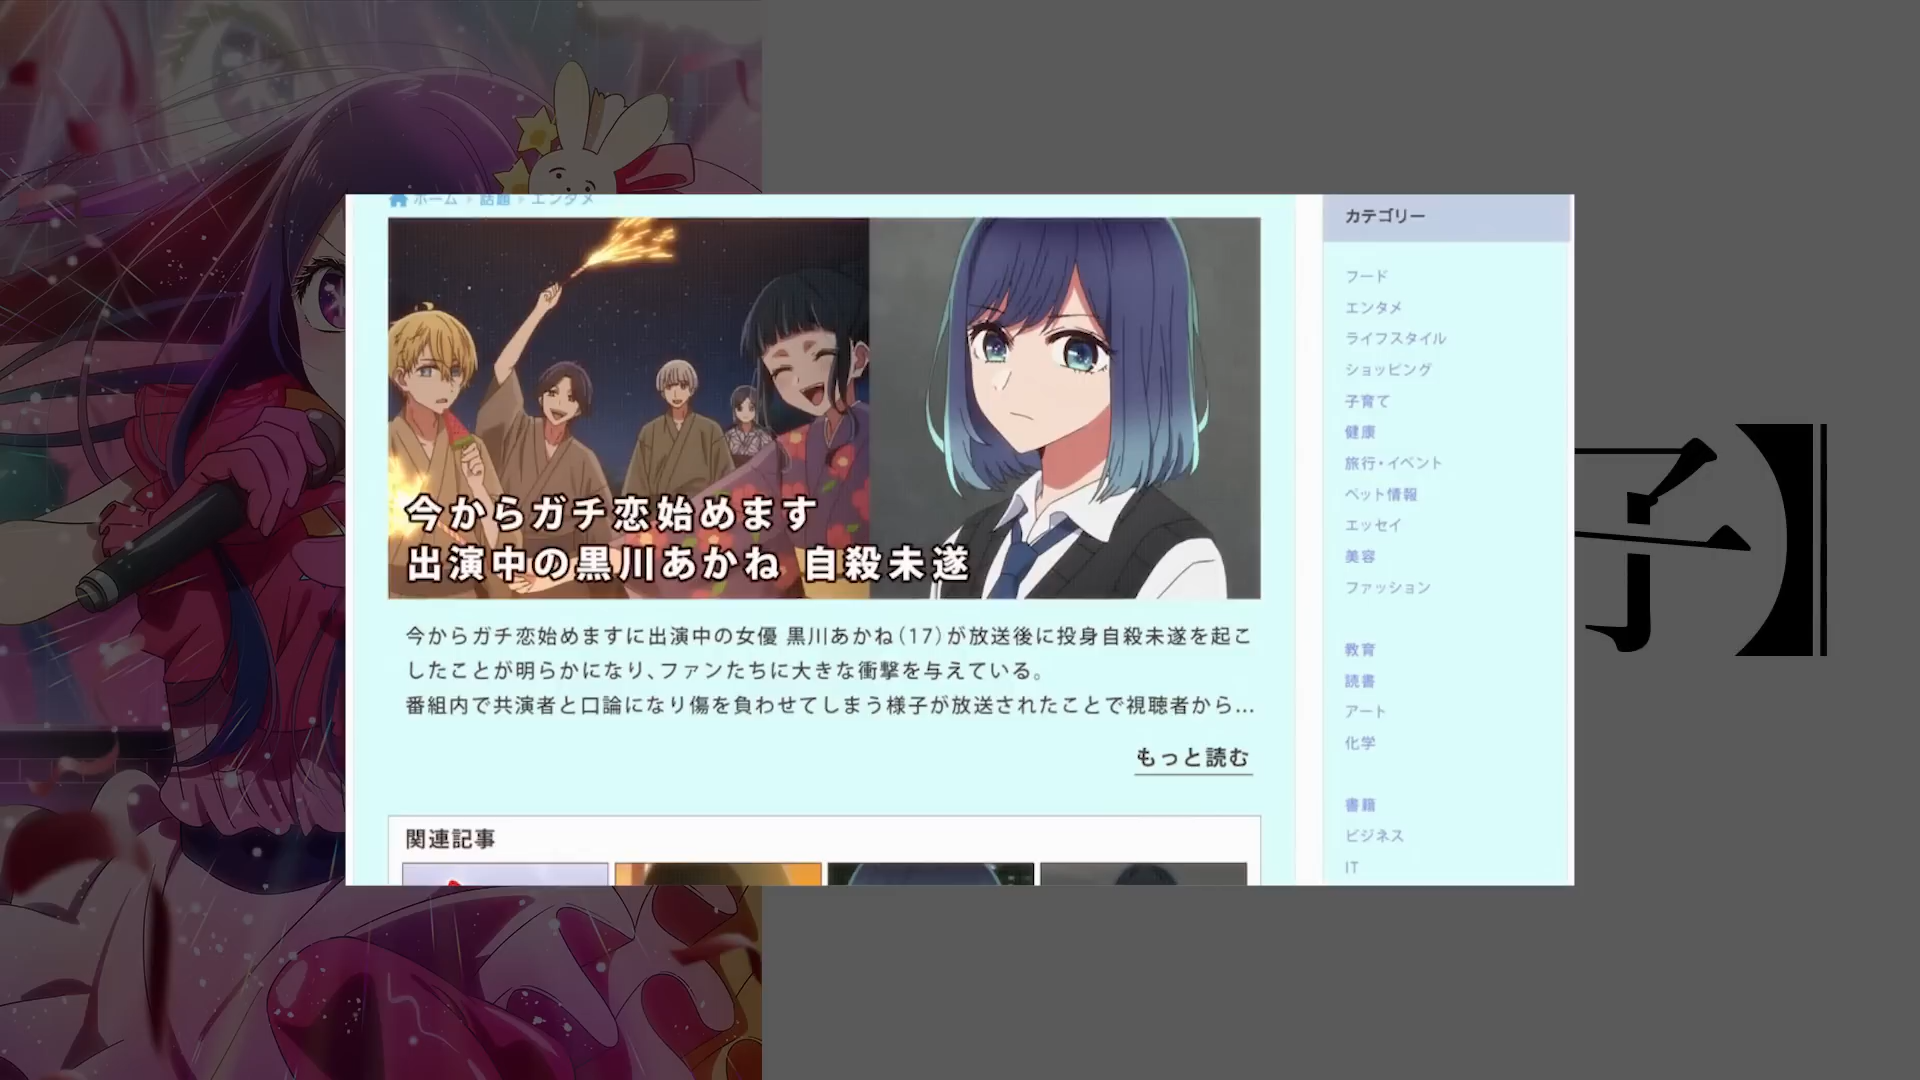 ホーム 話題 エンタメ
今からガチ恋始めます
出演中の黒川あかね 自殺未遂
今からガチ恋始めますに出演中の女優 黒川あかね(17)が放送後に投身自殺未遂を起こ
したことが明らかになり、ファンたちに大きな衝撃を与えている。
番組内で共演者と口論になり傷を負わせてしまう様子が放送されたことで視聴者から...
もっと読む
関連記事
カテゴリー
フード
エンタメ
ライフスタイル
ショッピング
子育て
健康
旅行・イベント
ペット情報
エッセイ
美容
ファッション
教育
読書
アート
化学
書籍
ビジネス
IT
子】